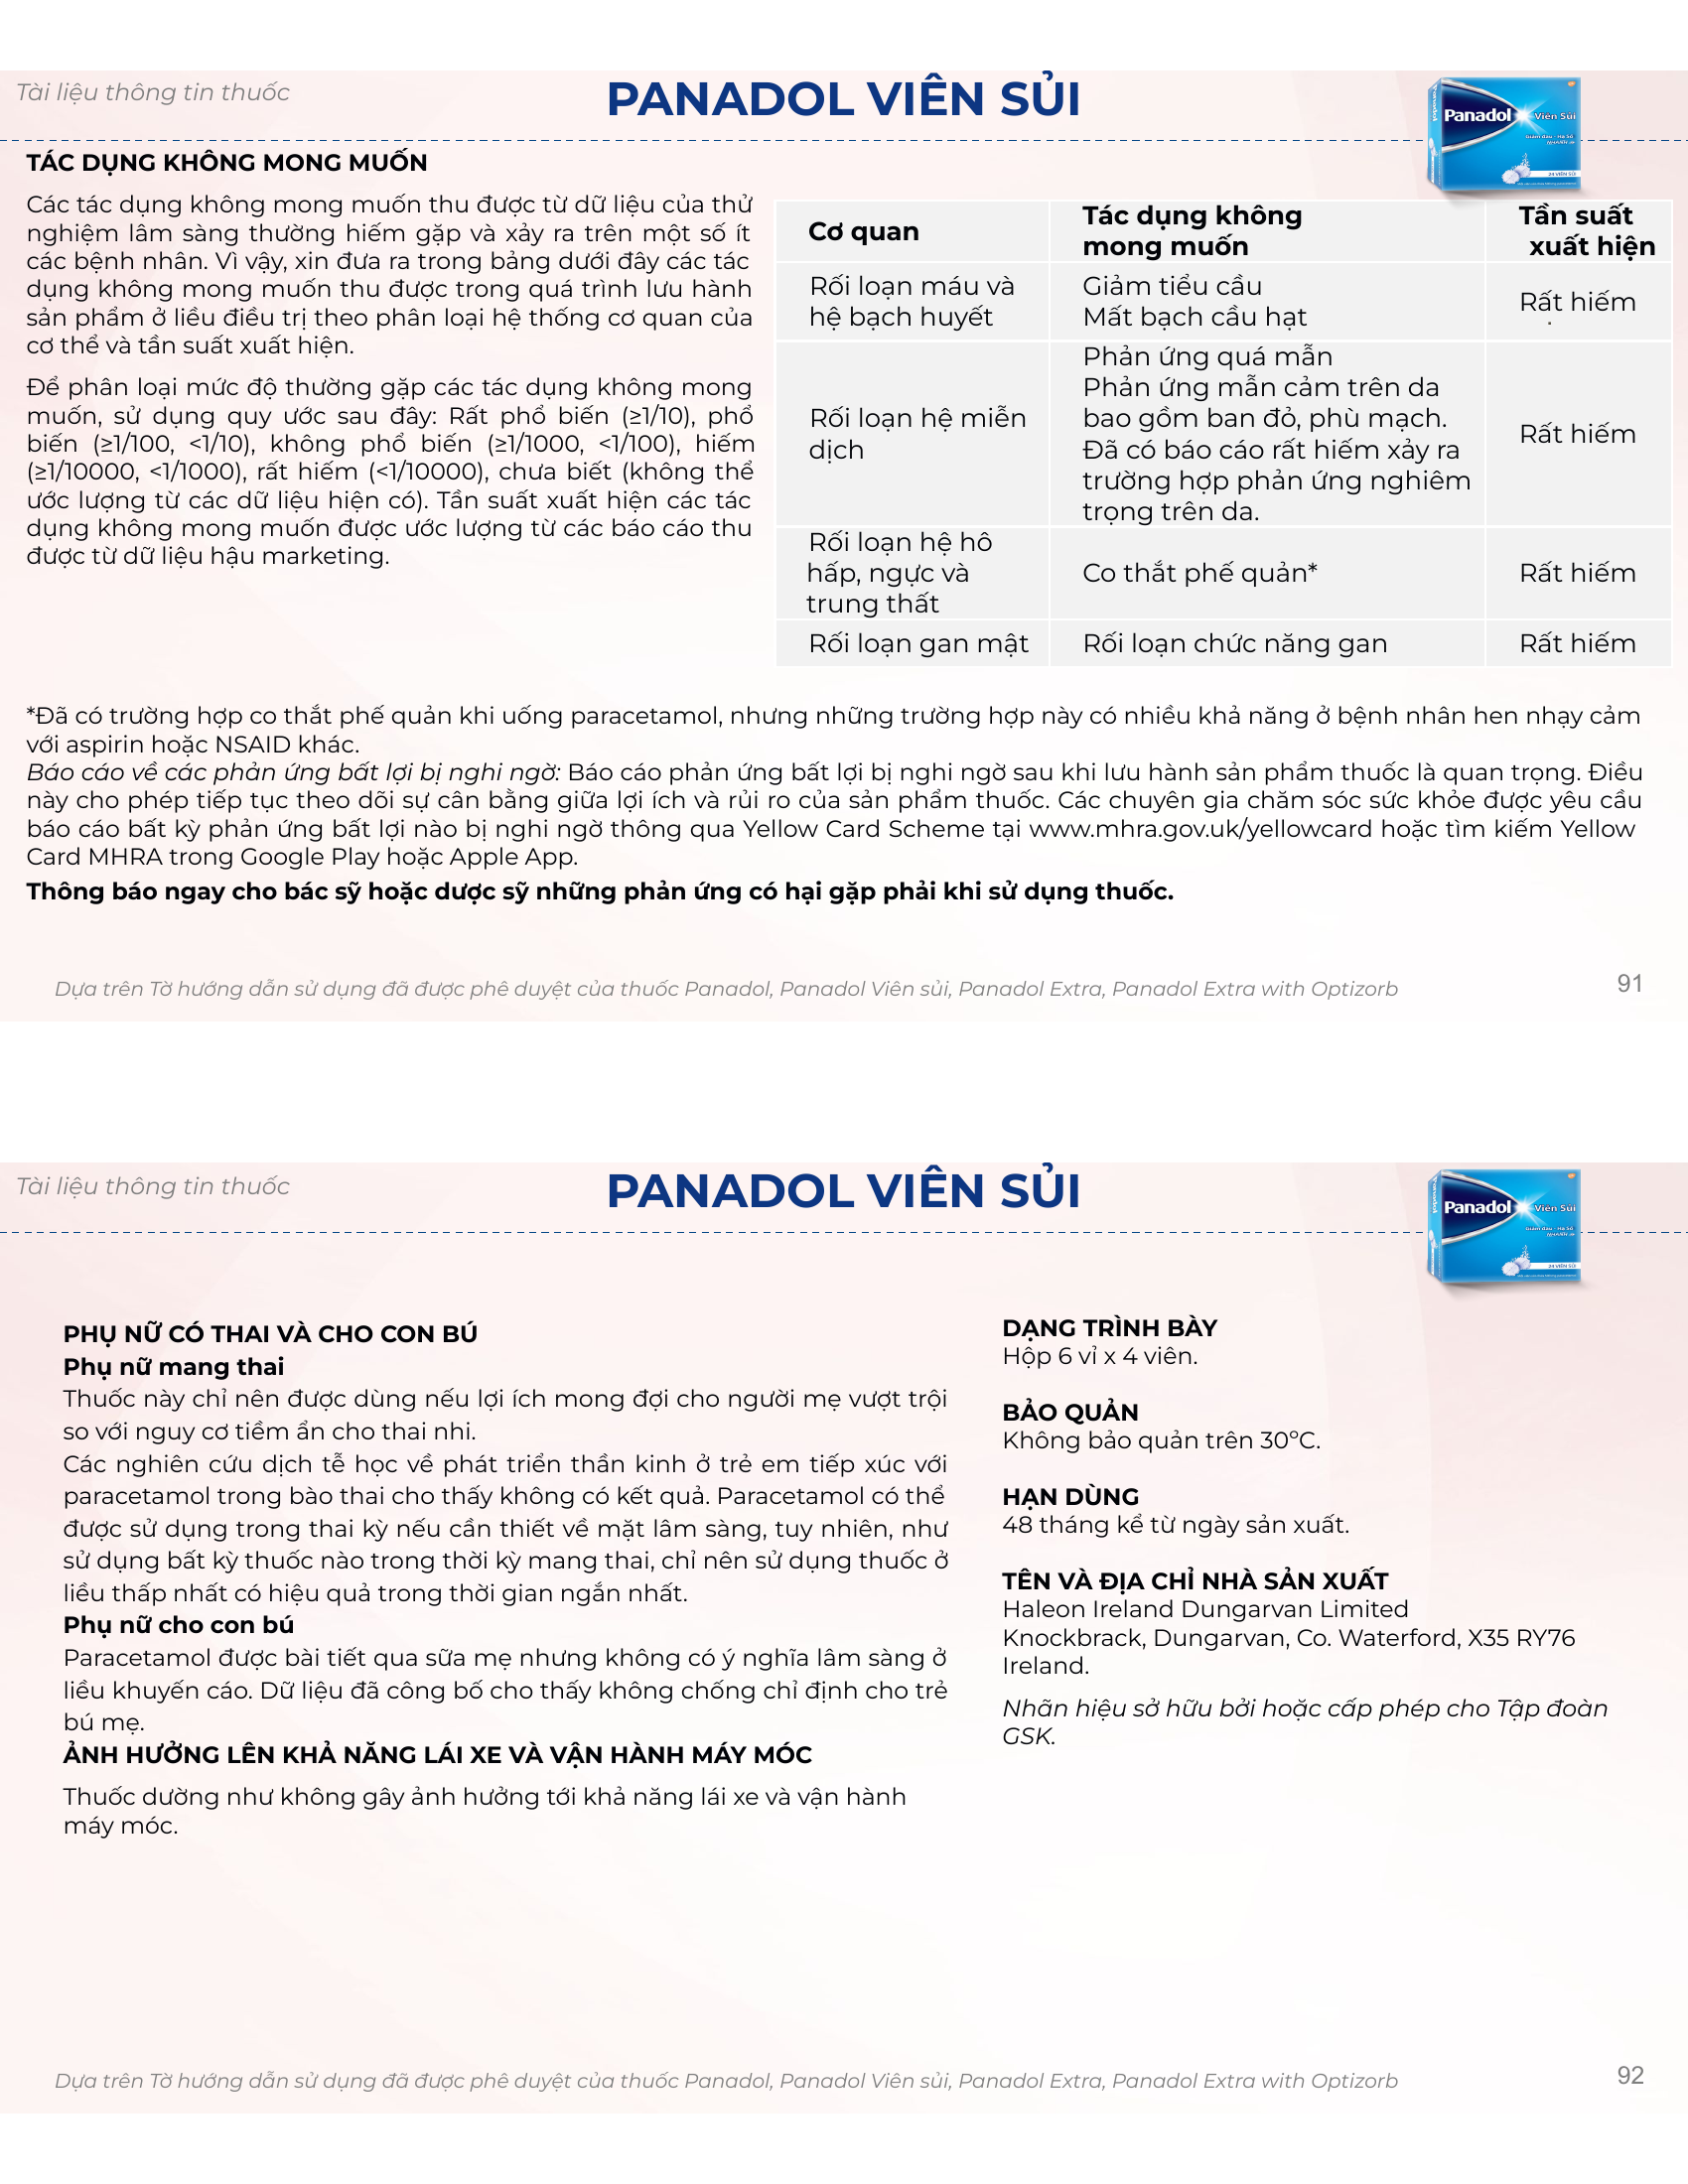 Tài liệu thông tin thuốc
PANADOL VIÊN SỦI
Panadol
Viên Sủi
24 VIÊN SỦI
TÁC DỤNG KHÔNG MONG MUỐN
Các tác dụng không mong muốn thu được từ dữ liệu của thử
nghiệm lâm sàng thường hiếm gặp và xảy ra trên một số ít
các bệnh nhân. Vì vậy, xin đưa ra trong bảng dưới đây các tác
dụng không mong muốn thu được trong quá trình lưu hành
sản phẩm ở liều điều trị theo phân loại hệ thống cơ quan của
cơ thể và tần suất xuất hiện.
Để phân loại mức độ thường gặp các tác dụng không mong
muốn, sử dụng quy ước sau đây: Rất phổ biến (≥1/10), phổ
biến (≥1/100, <1/10), không phổ biến (≥1/1000, <1/100), hiếm
(≥1/10000, <1/1000), rất hiếm (<1/10000), chưa biết (không thể
ước lượng từ các dữ liệu hiện có). Tần suất xuất hiện các tác
dụng không mong muốn được ước lượng từ các báo cáo thu
được từ dữ liệu hậu marketing.
Cơ quan
Tác dụng không
mong muốn
Tần suất
xuất hiện
Rối loạn máu và
hệ bạch huyết
Giảm tiểu cầu
Mất bạch cầu hạt
Rất hiếm
Rối loạn hệ miễn
dịch
Phản ứng quá mẫn
Phản ứng mẫn cảm trên da
bao gồm ban đỏ, phù mạch.
Đã có báo cáo rất hiếm xảy ra
trường hợp phản ứng nghiêm
trọng trên da.
Rất hiếm
Rối loạn hệ hô
hấp, ngực và
trung thất
Co thắt phế quản*
Rất hiếm
Rối loạn gan mật
Rối loạn chức năng gan
Rất hiếm
*Đã có trường hợp co thắt phế quản khi uống paracetamol, nhưng những trường hợp này có nhiều khả năng ở bệnh nhân hen nhạy cảm
với aspirin hoặc NSAID khác.
Báo cáo về các phản ứng bất lợi bị nghi ngờ: Báo cáo phản ứng bất lợi bị nghi ngờ sau khi lưu hành sản phẩm thuốc là quan trọng. Điều
này cho phép tiếp tục theo dõi sự cân bằng giữa lợi ích và rủi ro của sản phẩm thuốc. Các chuyên gia chăm sóc sức khỏe được yêu cầu
báo cáo bất kỳ phản ứng bất lợi nào bị nghi ngờ thông qua Yellow Card Scheme tại www.mhra.gov.uk/yellowcard hoặc tìm kiếm Yellow
Card MHRA trong Google Play hoặc Apple App.
Thông báo ngay cho bác sỹ hoặc dược sỹ những phản ứng có hại gặp phải khi sử dụng thuốc.
Dựa trên Tờ hướng dẫn sử dụng đã được phê duyệt của thuốc Panadol, Panadol Viên sủi, Panadol Extra, Panadol Extra with Optizorb
91
Tài liệu thông tin thuốc
PANADOL VIÊN SỦI
Panadol
Viên Sủi
24 VIÊN SỦI
PHỤ NỮ CÓ THAI VÀ CHO CON BÚ
Phụ nữ mang thai
Thuốc này chỉ nên được dùng nếu lợi ích mong đợi cho người mẹ vượt trội
so với nguy cơ tiềm ẩn cho thai nhi.
Các nghiên cứu dịch tễ học về phát triển thần kinh ở trẻ em tiếp xúc với
paracetamol trong bào thai cho thấy không có kết quả. Paracetamol có thể
được sử dụng trong thai kỳ nếu cần thiết về mặt lâm sàng, tuy nhiên, như
sử dụng bất kỳ thuốc nào trong thời kỳ mang thai, chỉ nên sử dụng thuốc ở
liều thấp nhất có hiệu quả trong thời gian ngắn nhất.
Phụ nữ cho con bú
Paracetamol được bài tiết qua sữa mẹ nhưng không có ý nghĩa lâm sàng ở
liều khuyến cáo. Dữ liệu đã công bố cho thấy không chống chỉ định cho trẻ
bú mẹ.
ẢNH HƯỞNG LÊN KHẢ NĂNG LÁI XE VÀ VẬN HÀNH MÁY MÓC
Thuốc dường như không gây ảnh hưởng tới khả năng lái xe và vận hành
máy móc.
DẠNG TRÌNH BÀY
Hộp 6 vỉ x 4 viên.
BẢO QUẢN
Không bảo quản trên 30ºC.
HẠN DÙNG
48 tháng kể từ ngày sản xuất.
TÊN VÀ ĐỊA CHỈ NHÀ SẢN XUẤT
Haleon Ireland Dungarvan Limited
Knockbrack, Dungarvan, Co. Waterford, X35 RY76
Ireland.
Nhãn hiệu sở hữu bởi hoặc cấp phép cho Tập đoàn
GSK.
Dựa trên Tờ hướng dẫn sử dụng đã được phê duyệt của thuốc Panadol, Panadol Viên sủi, Panadol Extra, Panadol Extra with Optizorb
92